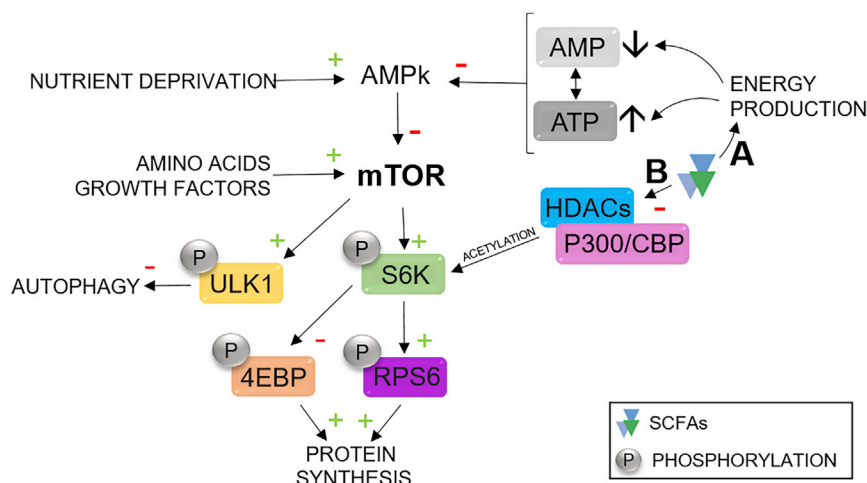 +
-
AMP ↓
NUTRIENT DEPRIVATION
AMPk
ENERGY
PRODUCTION
ATP ↑
-
A
+
AMINO ACIDS
GROWTH FACTORS
mTOR
B
HDACs
-
P300/CBP
ACETYLATION
+
+
P
ULK1
P
S6K
-
AUTOPHAGY
-
+
P
4EBP
P
RPS6
+ +
PROTEIN
SYNTHESIS
SCFAs
P PHOSPHORYLATION